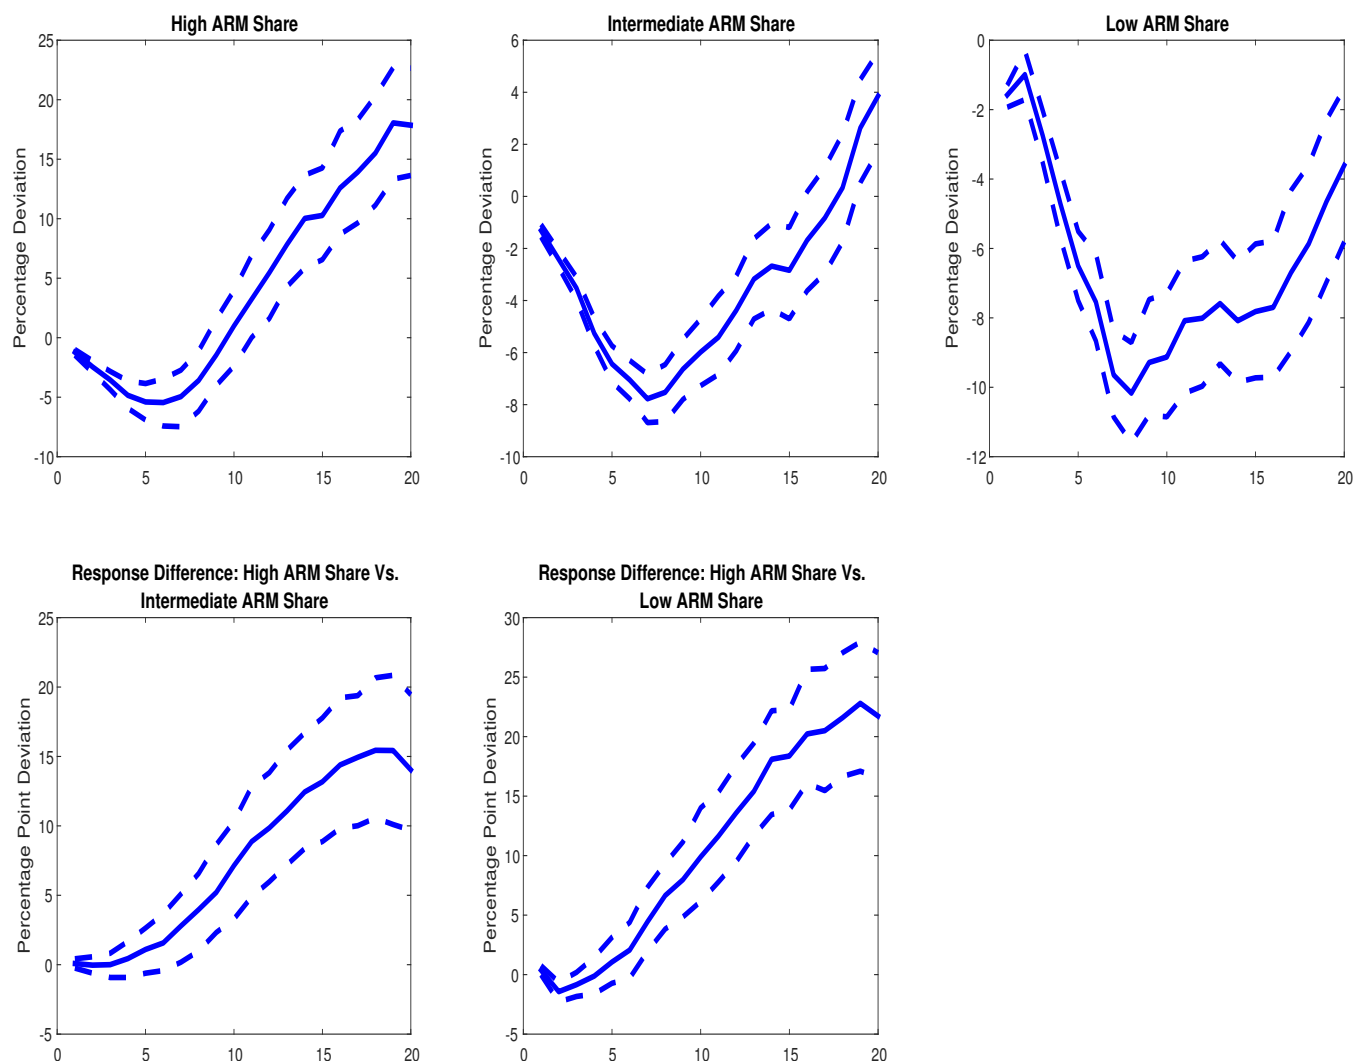 High ARM Share
Percentage Deviation
25
20
15
10
5
0
-5
-10
0 5 10 15 20
Intermediate ARM Share
Percentage Deviation
6
4
2
0
-2
-4
-6
-8
-10
0 5 10 15 20
Low ARM Share
Percentage Deviation
0
-2
-4
-6
-8
-10
-12
0 5 10 15 20
Response Difference: High ARM Share Vs.
Intermediate ARM Share
Percentage Point Deviation
25
20
15
10
5
0
-5
0 5 10 15 20
Response Difference: High ARM Share Vs.
Low ARM Share
Percentage Point Deviation
30
25
20
15
10
5
0
-5
0 5 10 15 20